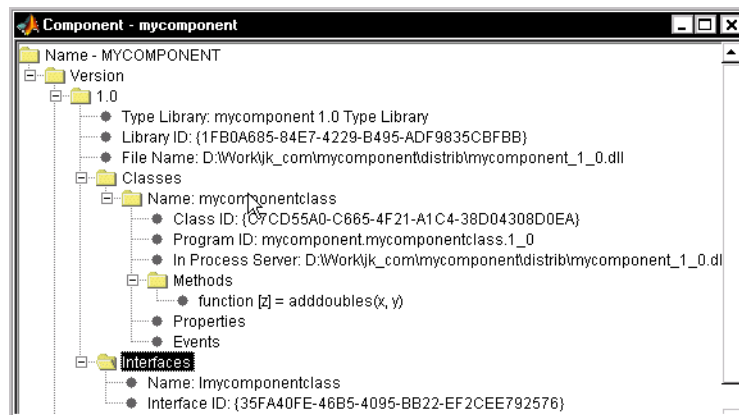 Component - mycomponent
Name - MYCOMPONENT
Version
1.0
Type Library: mycomponent 1.0 Type Library
Library ID: {1FB0A685-84E7-4229-B495-ADF9835CBFBB}
File Name: D:\Work\jk_com\mycomponent\distrib\mycomponent_1_0.dll
Classes
Name: mycomponentclass
Class ID: {C7CD55A0-C665-4F21-A1C4-38D04308D0EA}
Program ID: mycomponent.mycomponentclass.1_0
In Process Server: D:\Work\jk_com\mycomponent\distrib\mycomponent_1_0.dl
Methods
function [z] = adddoubles(x, y)
Properties
Events
Interfaces
Name: Imycomponentclass
Interface ID: {35FA40FE-46B5-4095-BB22-EF2CEE792576}